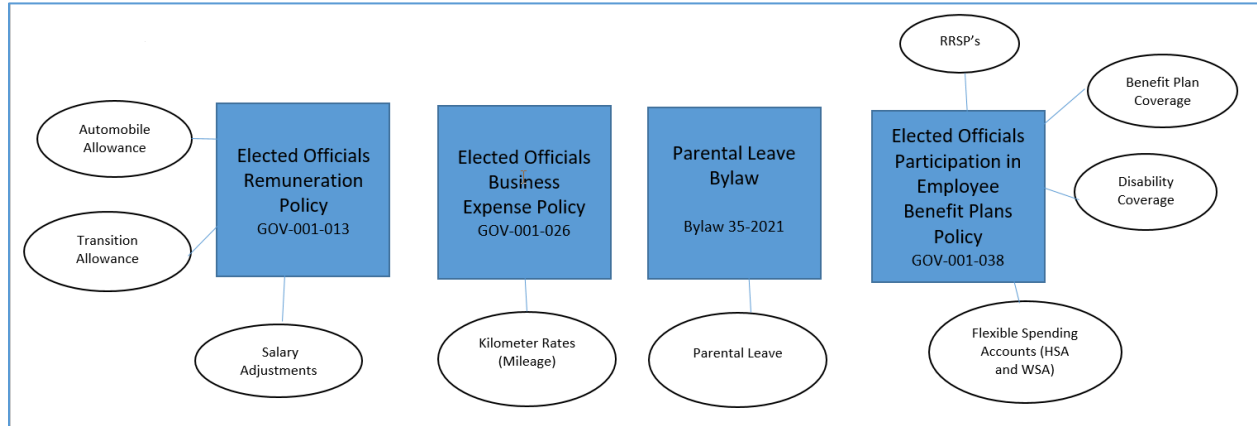 Automobile
Allowance
Transition
Allowance
Elected Officials
Remuneration
Policy
GOV-001-013
Salary
Adjustments
Elected Officials
Business
Expense Policy
GOV-001-026
Kilometer Rates
(Mileage)
Parental Leave
Bylaw
Bylaw 35-2021
Parental Leave
RRSP's
Elected Officials
Participation in
Employee
Benefit Plans
Policy
GOV-001-038
Benefit Plan
Coverage
Disability
Coverage
Flexible Spending
Accounts (HSA
and WSA)